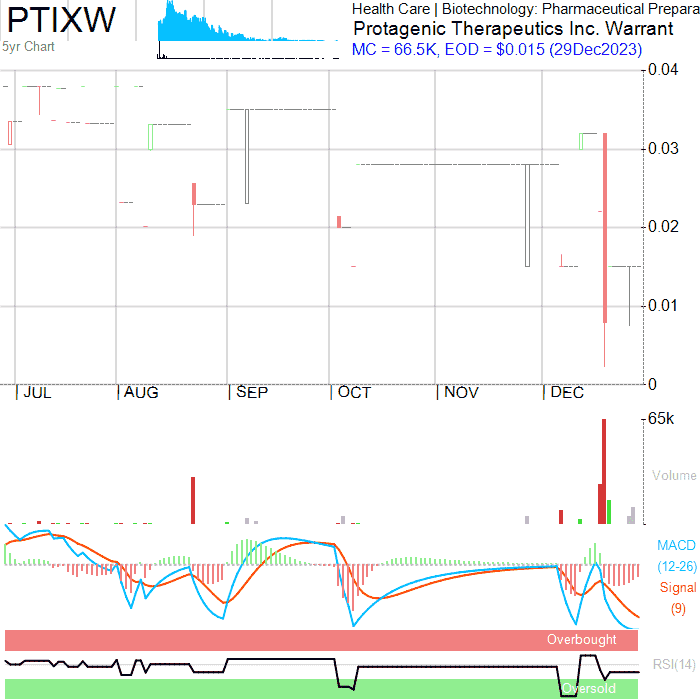 PTIXW
Health Care | Biotechnology: Pharmaceutical Prepara
Protagenic Therapeutics Inc. Warrant
5yr Chart
MC = 66.5K, EOD = $0.015 (29Dec2023)
0.04
0.03
0.02
0.01
0
JUL AUG SEP OCT NOV DEC
65k
Volume
MACD
(12-26)
Signal
(9)
Overbought
RSI(14)
Oversold